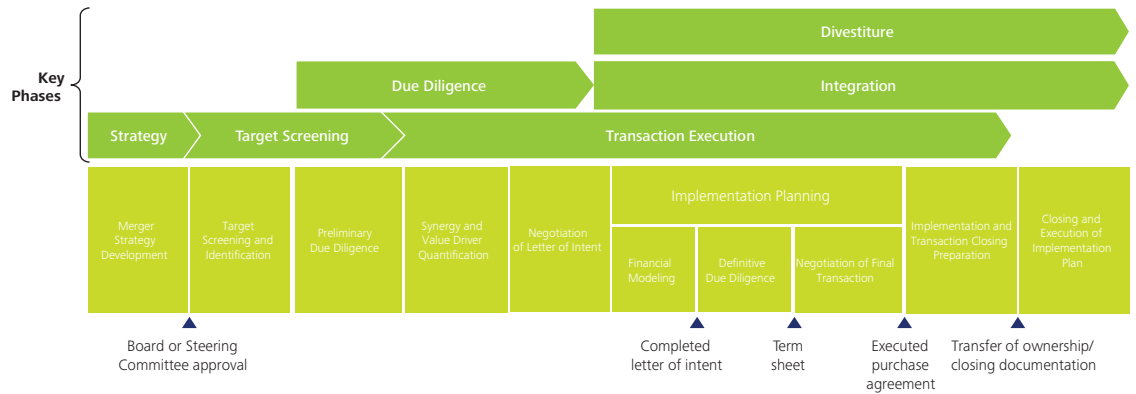 Divestiture
Key
Phases
Due Diligence
Integration
Strategy
Target Screening
Transaction Execution
Merger
Strategy
Development
Target
Screening and
Identification
Preliminary
Due Diligence
Synergy and
Value Driver
Quantification
Negotiation
of Letter of Intent
Implementation Planning
Financial
Modeling
Definitive
Due Diligence
Negotiation of Final
Transaction
Implementation and
Transaction Closing
Preparation
Closing and
Execution of
Implementation
Plan
Board or Steering
Committee approval
Completed
letter of intent
Term
sheet
Executed
purchase
agreement
Transfer of ownership/
closing documentation